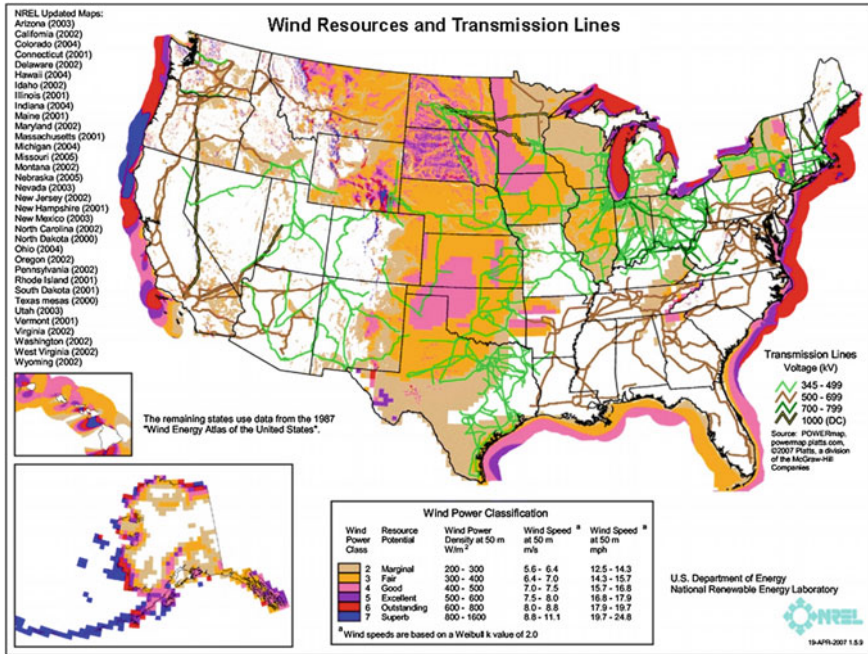 Wind Resources and Transmission Lines
NREL Updated Maps:
Arizona (2003)
California (2002)
Colorado (2004)
Connecticut (2001)
Delaware (2002)
Hawaii (2004)
Idaho (2002)
Illinois (2001)
Indiana (2004)
Maine (2001)
Maryland (2002)
Massachusetts (2001)
Michigan (2004)
Missouri (2005)
Montana (2002)
Nebraska (2005)
Nevada (2003)
New Jersey (2002)
New Hampshire (2001)
New Mexico (2003)
North Carolina (2002)
North Dakota (2000)
Ohio (2004)
Oregon (2002)
Pennsylvania (2002)
Rhode Island (2001)
South Dakota (2001)
Texas mesas (2000)
Utah (2003)
Vermont (2001)
Virginia (2002)
Washington (2002)
West Virginia (2002)
Wyoming (2002)
The remaining states use data from the 1987
"Wind Energy Atlas of the United States".
Transmission Lines
Voltage (kV)
345 - 499
500 - 699
700 - 799
1000 (DC)
Source: POWERmap,
powermap.platts.com,
©2007 Platts, a division
of the McGraw-Hill
Companies
Wind Power Classification
Wind Resource Wind Power Wind Speed a Wind Speed a
Power Potential Density at 50 m at 50 m at 50 m
Class W/m2 m/s mph
2 Marginal 200 - 300 5.6 - 6.4 12.5 - 14.3
3 Fair 300 - 400 6.4 - 7.0 14.3 - 15.7
4 Good 400 - 500 7.0 - 7.5 15.7 - 16.8
5 Excellent 500 - 600 7.5 - 8.0 16.8 - 17.9
6 Outstanding 600 - 800 8.0 - 8.8 17.9 - 19.7
7 Superb 800 - 1600 8.8 - 11.1 19.7 - 24.8
a Wind speeds are based on a Weibull k value of 2.0
U.S. Department of Energy
National Renewable Energy Laboratory
NREL
19-APR-2007 1.5.9